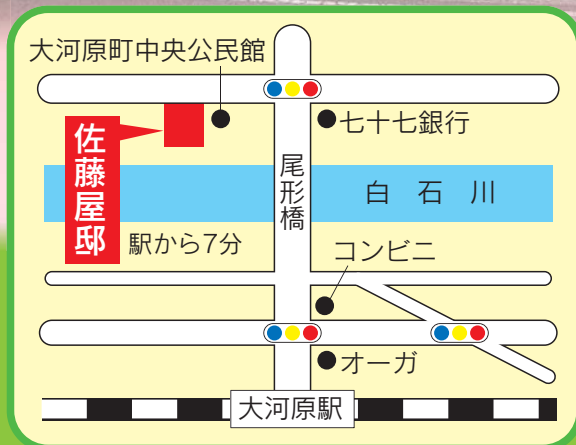 大河原町中央公民館
七十七銀行
佐藤屋邸
尾形橋
白石川
駅から7分
コンビニ
オーガ
大河原駅